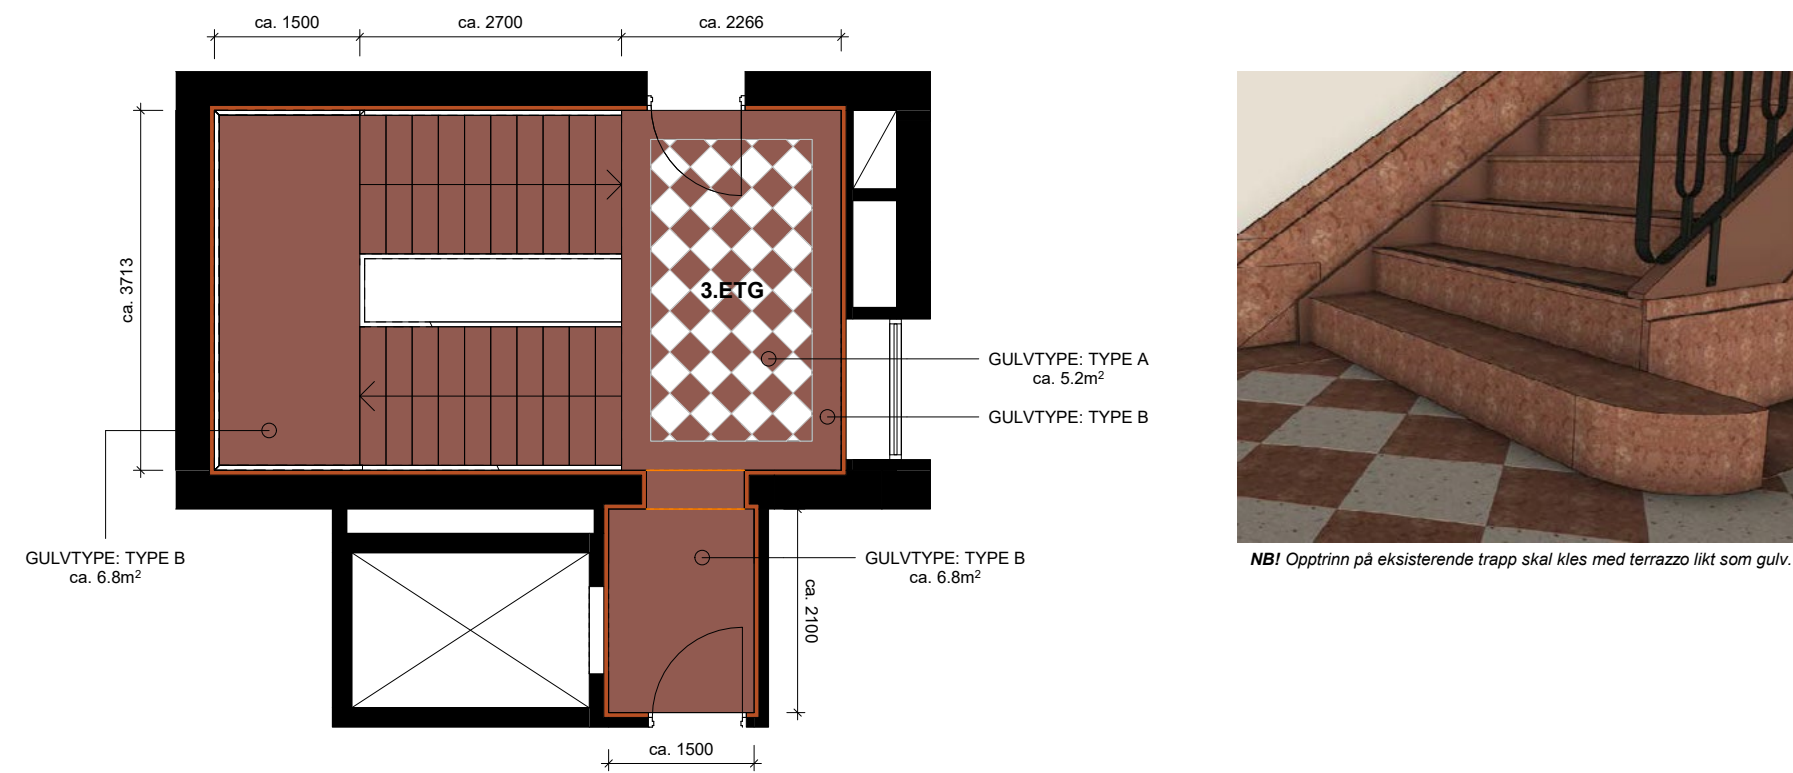 ca. 1500
ca. 2700
ca. 2266
ca. 3713
3.ETG
GULVTYPE: TYPE A
ca. 5.2m²
GULVTYPE: TYPE B
GULVTYPE: TYPE B
ca. 6.8m²
GULVTYPE: TYPE B
ca. 6.8m²
ca. 2100
ca. 1500
NB! Opptrinn på eksisterende trapp skal kles med terrazzo likt som gulv.